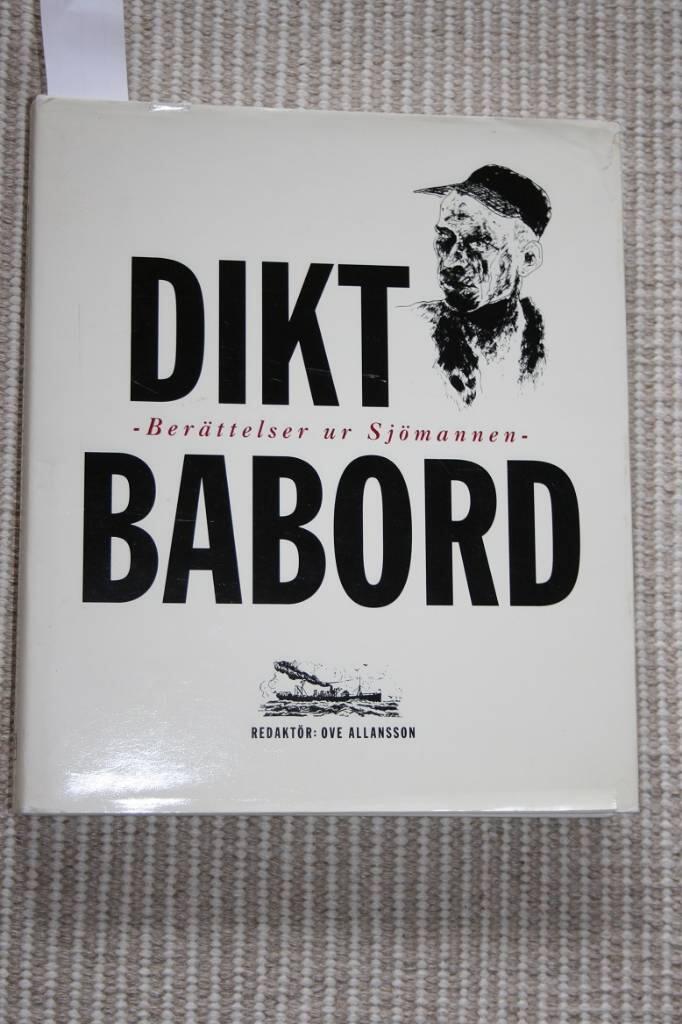 DIKT
-Berättelser ur Sjömannen-
BABORD
REDAKTÖR: OVE ALLANSSON